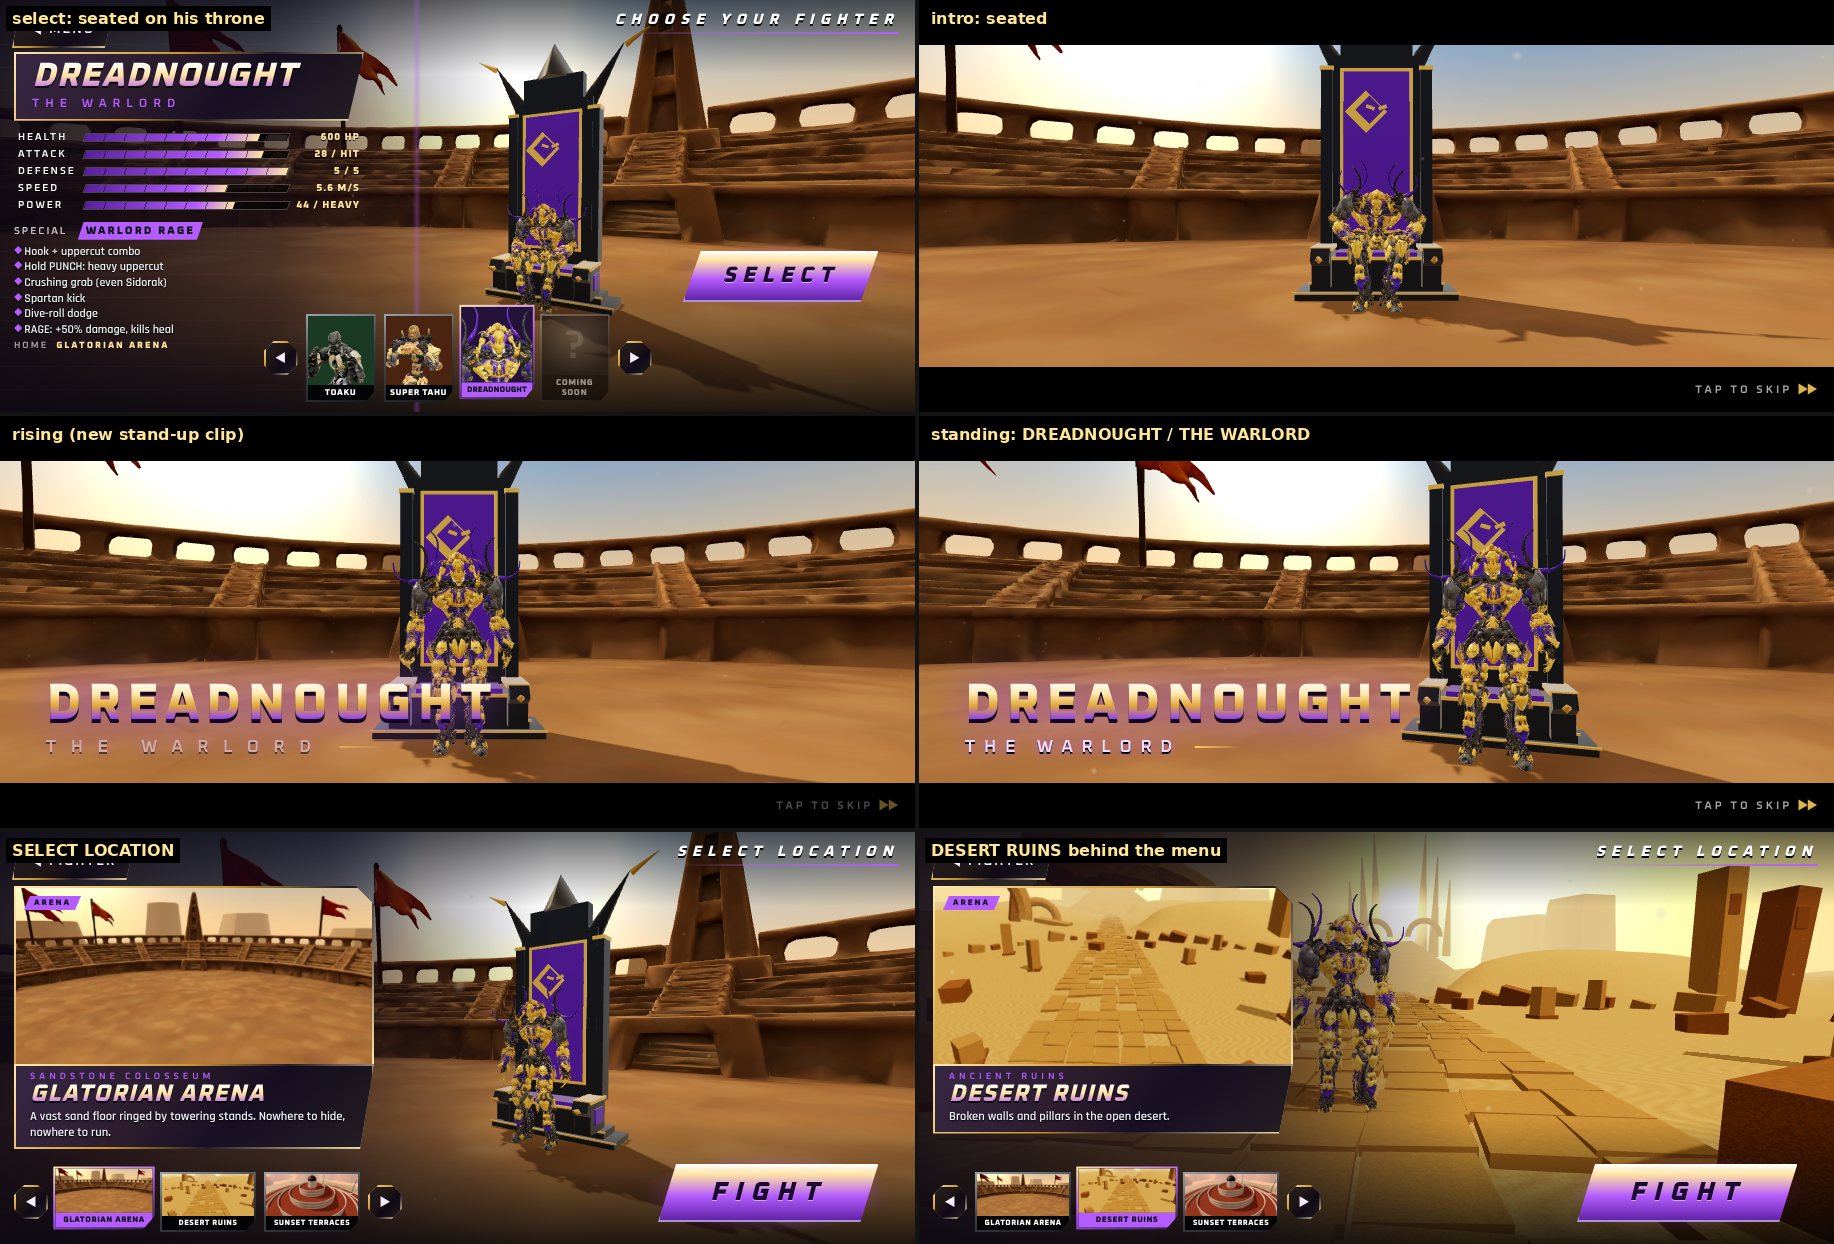 select: seated on his throne
CHOOSE YOUR FIGHTER
DREADNOUGHT
THE WARLORD
HEALTH 600 HP
ATTACK 28 / HIT
DEFENSE 5 / 5
SPEED 5.6 M/S
POWER 44 / HEAVY
SPECIAL WARLORD RAGE
Hook + uppercut combo
Hold PUNCH: heavy uppercut
Crushing grab (even Sidorak)
Spartan kick
Dive-roll dodge
RAGE: +50% damage, kills heal
HOME GLATORIAN ARENA
SELECT
TOAKU
SUPER TAHU
DREADNOUGHT
?
COMING
SOON
intro: seated
TAP TO SKIP
rising (new stand-up clip)
DREADNOUGHT
THE WARLORD
TAP TO SKIP
standing: DREADNOUGHT / THE WARLORD
DREADNOUGHT
THE WARLORD
TAP TO SKIP
SELECT LOCATION
SELECT LOCATION
ARENA
SANDSTONE COLOSSEUM
GLATORIAN ARENA
A vast sand floor ringed by towering stands. Nowhere to hide,
nowhere to run.
GLATORIAN ARENA
DESERT RUINS
SUNSET TERRACES
FIGHT
DESERT RUINS behind the menu
SELECT LOCATION
ARENA
ANCIENT RUINS
DESERT RUINS
Broken walls and pillars in the open desert.
GLATORIAN ARENA
DESERT RUINS
SUNSET TERRACES
FIGHT